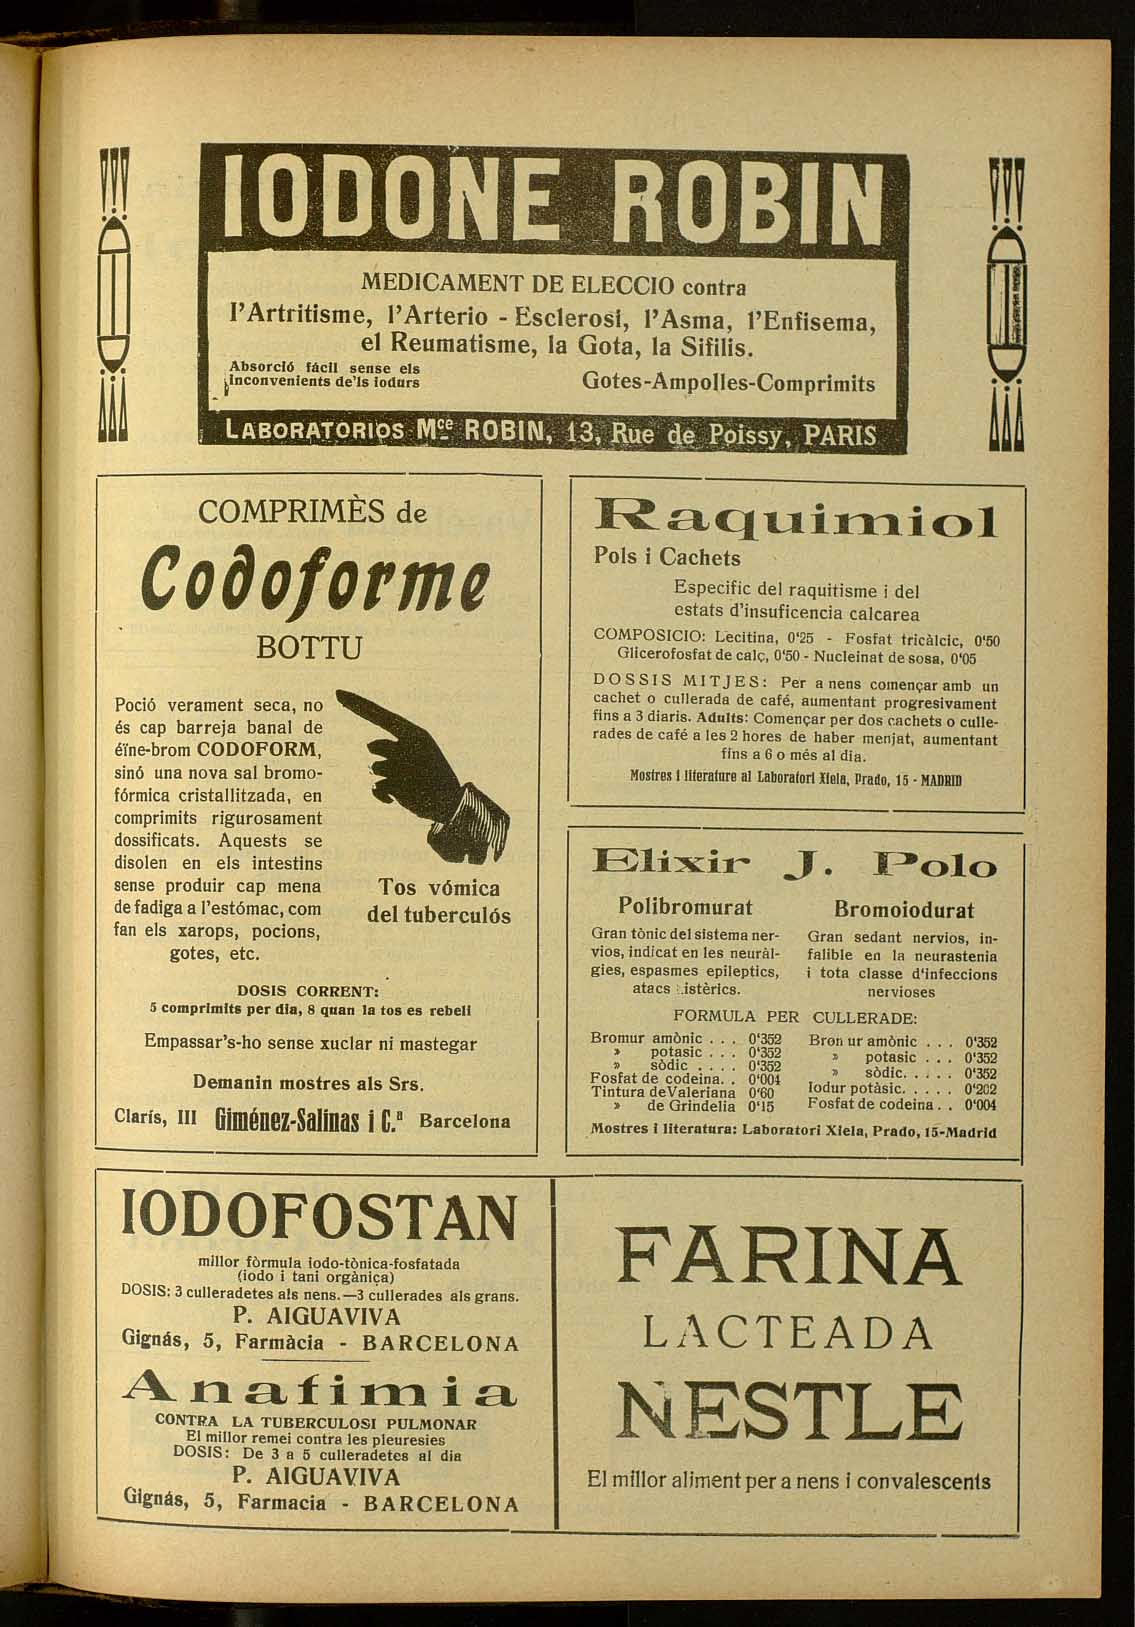 IODONE ROBIN
MEDICAMENT DE ELECCIO contra
l'Artritisme, l'Arterio - Esclerosi, l'Asma, l'Enfisema,
el Reumatisme, la Gota, la Sifilis.
Absorció fácil sense els
inconvenients de'ls iodurs
Gotes-Ampolles-Comprimits
LABORATORIOS Mce ROBIN, 13, Rue de Poissy, PARIS
COMPRIMÈS de
Codoforme
BOTTU
Poció verament seca, no
és cap barreja banal de
éïne-brom CODOFORM,
sinó una nova sal bromo-
fórmica cristallitzada, en
comprimits rigurosament
dossificats. Aquests se
disolen en els intestins
sense produir cap mena
de fadiga a l'estómac, com
fan els xarops, pocions,
gotes, etc.
Tos vómica
del tuberculós
DOSIS CORRENT:
5 comprimits per dia, 8 quan la tos es rebell
Empassar's-ho sense xuclar ni mastegar
Demanin mostres als Srs.
Claris, III Giménez-Salinas i C.ª Barcelona
Raquimiol
Pols i Cachets
Especific del raquitisme i del
estats d'insuficencia calcarea
COMPOSICIO: Lecitina, 0'25 - Fosfat tricàlcic, 0'50
Glicerofosfat de calç, 0'50 - Nucleinat de sosa, 0'05
DOSSIS MITJES: Per a nens començar amb un
cachet o cullerada de café, aumentant progresivament
fins a 3 diaris. Adults: Començar per dos cachets o culle-
rades de café a les 2 hores de haber menjat, aumentant
fins a 6 o més al dia.
Mostres i literature al Laboratori Xiela, Prado, 15 - MADRID
Elixir J. Polo
Polibromurat
Gran tònic del sistema ner-
vios, indicat en les neuràl-
gies, espasmes epileptics,
atacs istèrics.
Bromoiodurat
Gran sedant nervios, in-
falible en la neurastenia
i tota classe d'infeccions
nervioses
FORMULA PER CULLERADE:
Bromur amònic . . . 0'352
» potasic . . . 0'352
» sòdic . . . . 0'352
Fosfat de codeina. . 0'004
Tintura de Valeriana 0'60
» de Grindelia 0'15
Bron ur amònic . . . 0'352
» potasic . . . 0'352
» sòdic. . . . . 0'352
Iodur potàsic. . . . . 0'202
Fosfat de codeina . . 0'004
Mostres i literatura: Laboratori Xiela, Prado, 15-Madrid
IODOFOSTAN
millor fòrmula iodo-tònica-fosfatada
(iodo i tani orgàniça)
DOSIS: 3 culleradetes als nens.—3 cullerades als grans.
P. AIGUAVIVA
Gignás, 5, Farmàcia - BARCELONA
Anafimia
CONTRA LA TUBERCULOSI PULMONAR
El millor remei contra les pleuresies
DOSIS: De 3 a 5 culleradetes al dia
P. AIGUAVIVA
Gignás, 5, Farmacia - BARCELONA
FARINA
LACTEADA
NESTLE
El millor aliment per a nens i convalescents